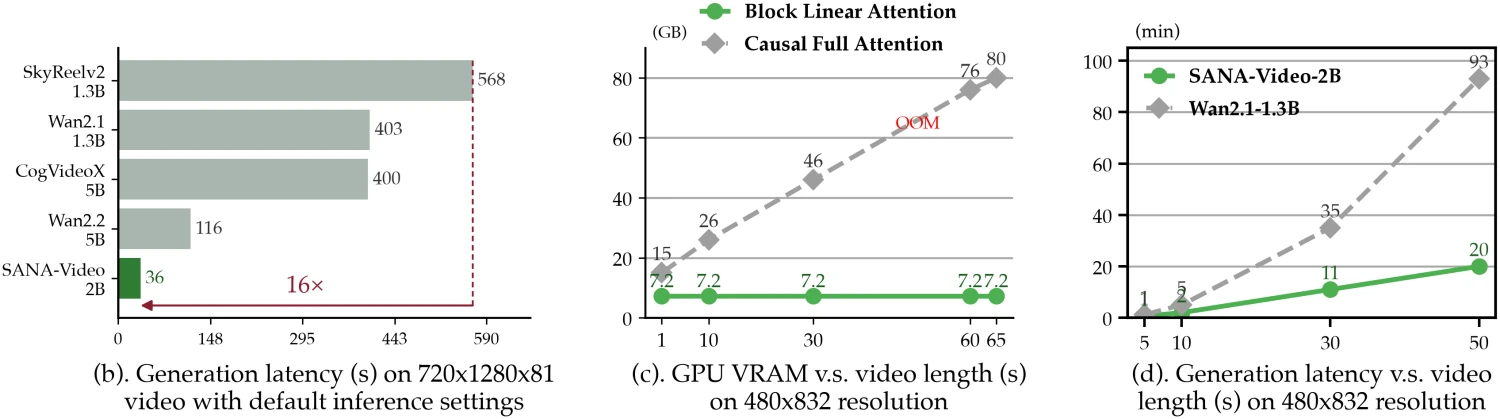 SkyReelv2
1.3B
568
Wan2.1
1.3B
403
CogVideoX
5B
400
Wan2.2
5B
116
SANA-Video
2B
36
16×
0 148 295 443 590
(b). Generation latency (s) on 720x1280x81
video with default inference settings
Block Linear Attention
Causal Full Attention
(GB)
80
60
40
20
0
15 26 46 76 80
OOM
7.2 7.2 7.2 7.2 7.2
1 10 30 60 65
(c). GPU VRAM v.s. video length (s)
on 480x832 resolution
(min)
SANA-Video-2B
Wan2.1-1.3B
100
80
60
40
20
0
1 5 35 93
2 11 20
5 10 30 50
(d). Generation latency v.s. video
length (s) on 480x832 resolution